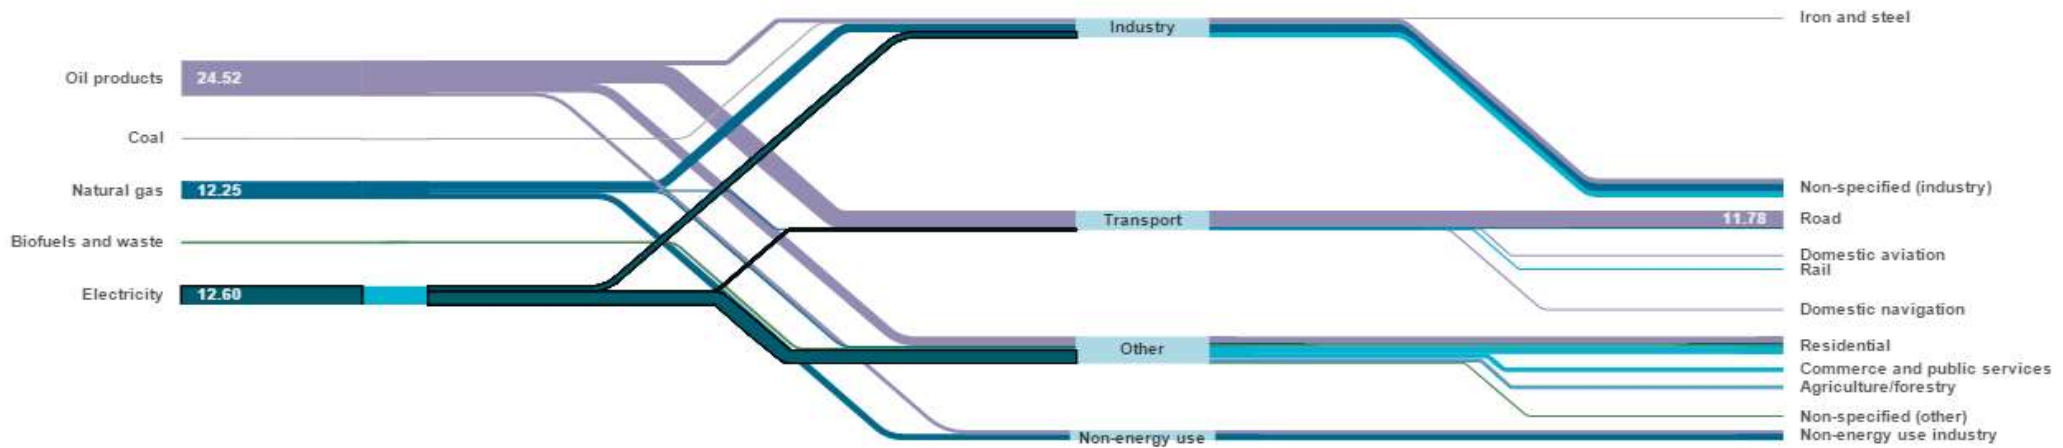 Oil products
24.52
Coal
Natural gas
12.25
Biofuels and waste
Electricity
12.60
Industry
Transport
Other
Non-energy use
Iron and steel
Non-specified (industry)
11.78
Road
Domestic aviation
Rail
Domestic navigation
Residential
Commerce and public services
Agriculture/forestry
Non-specified (other)
Non-energy use industry